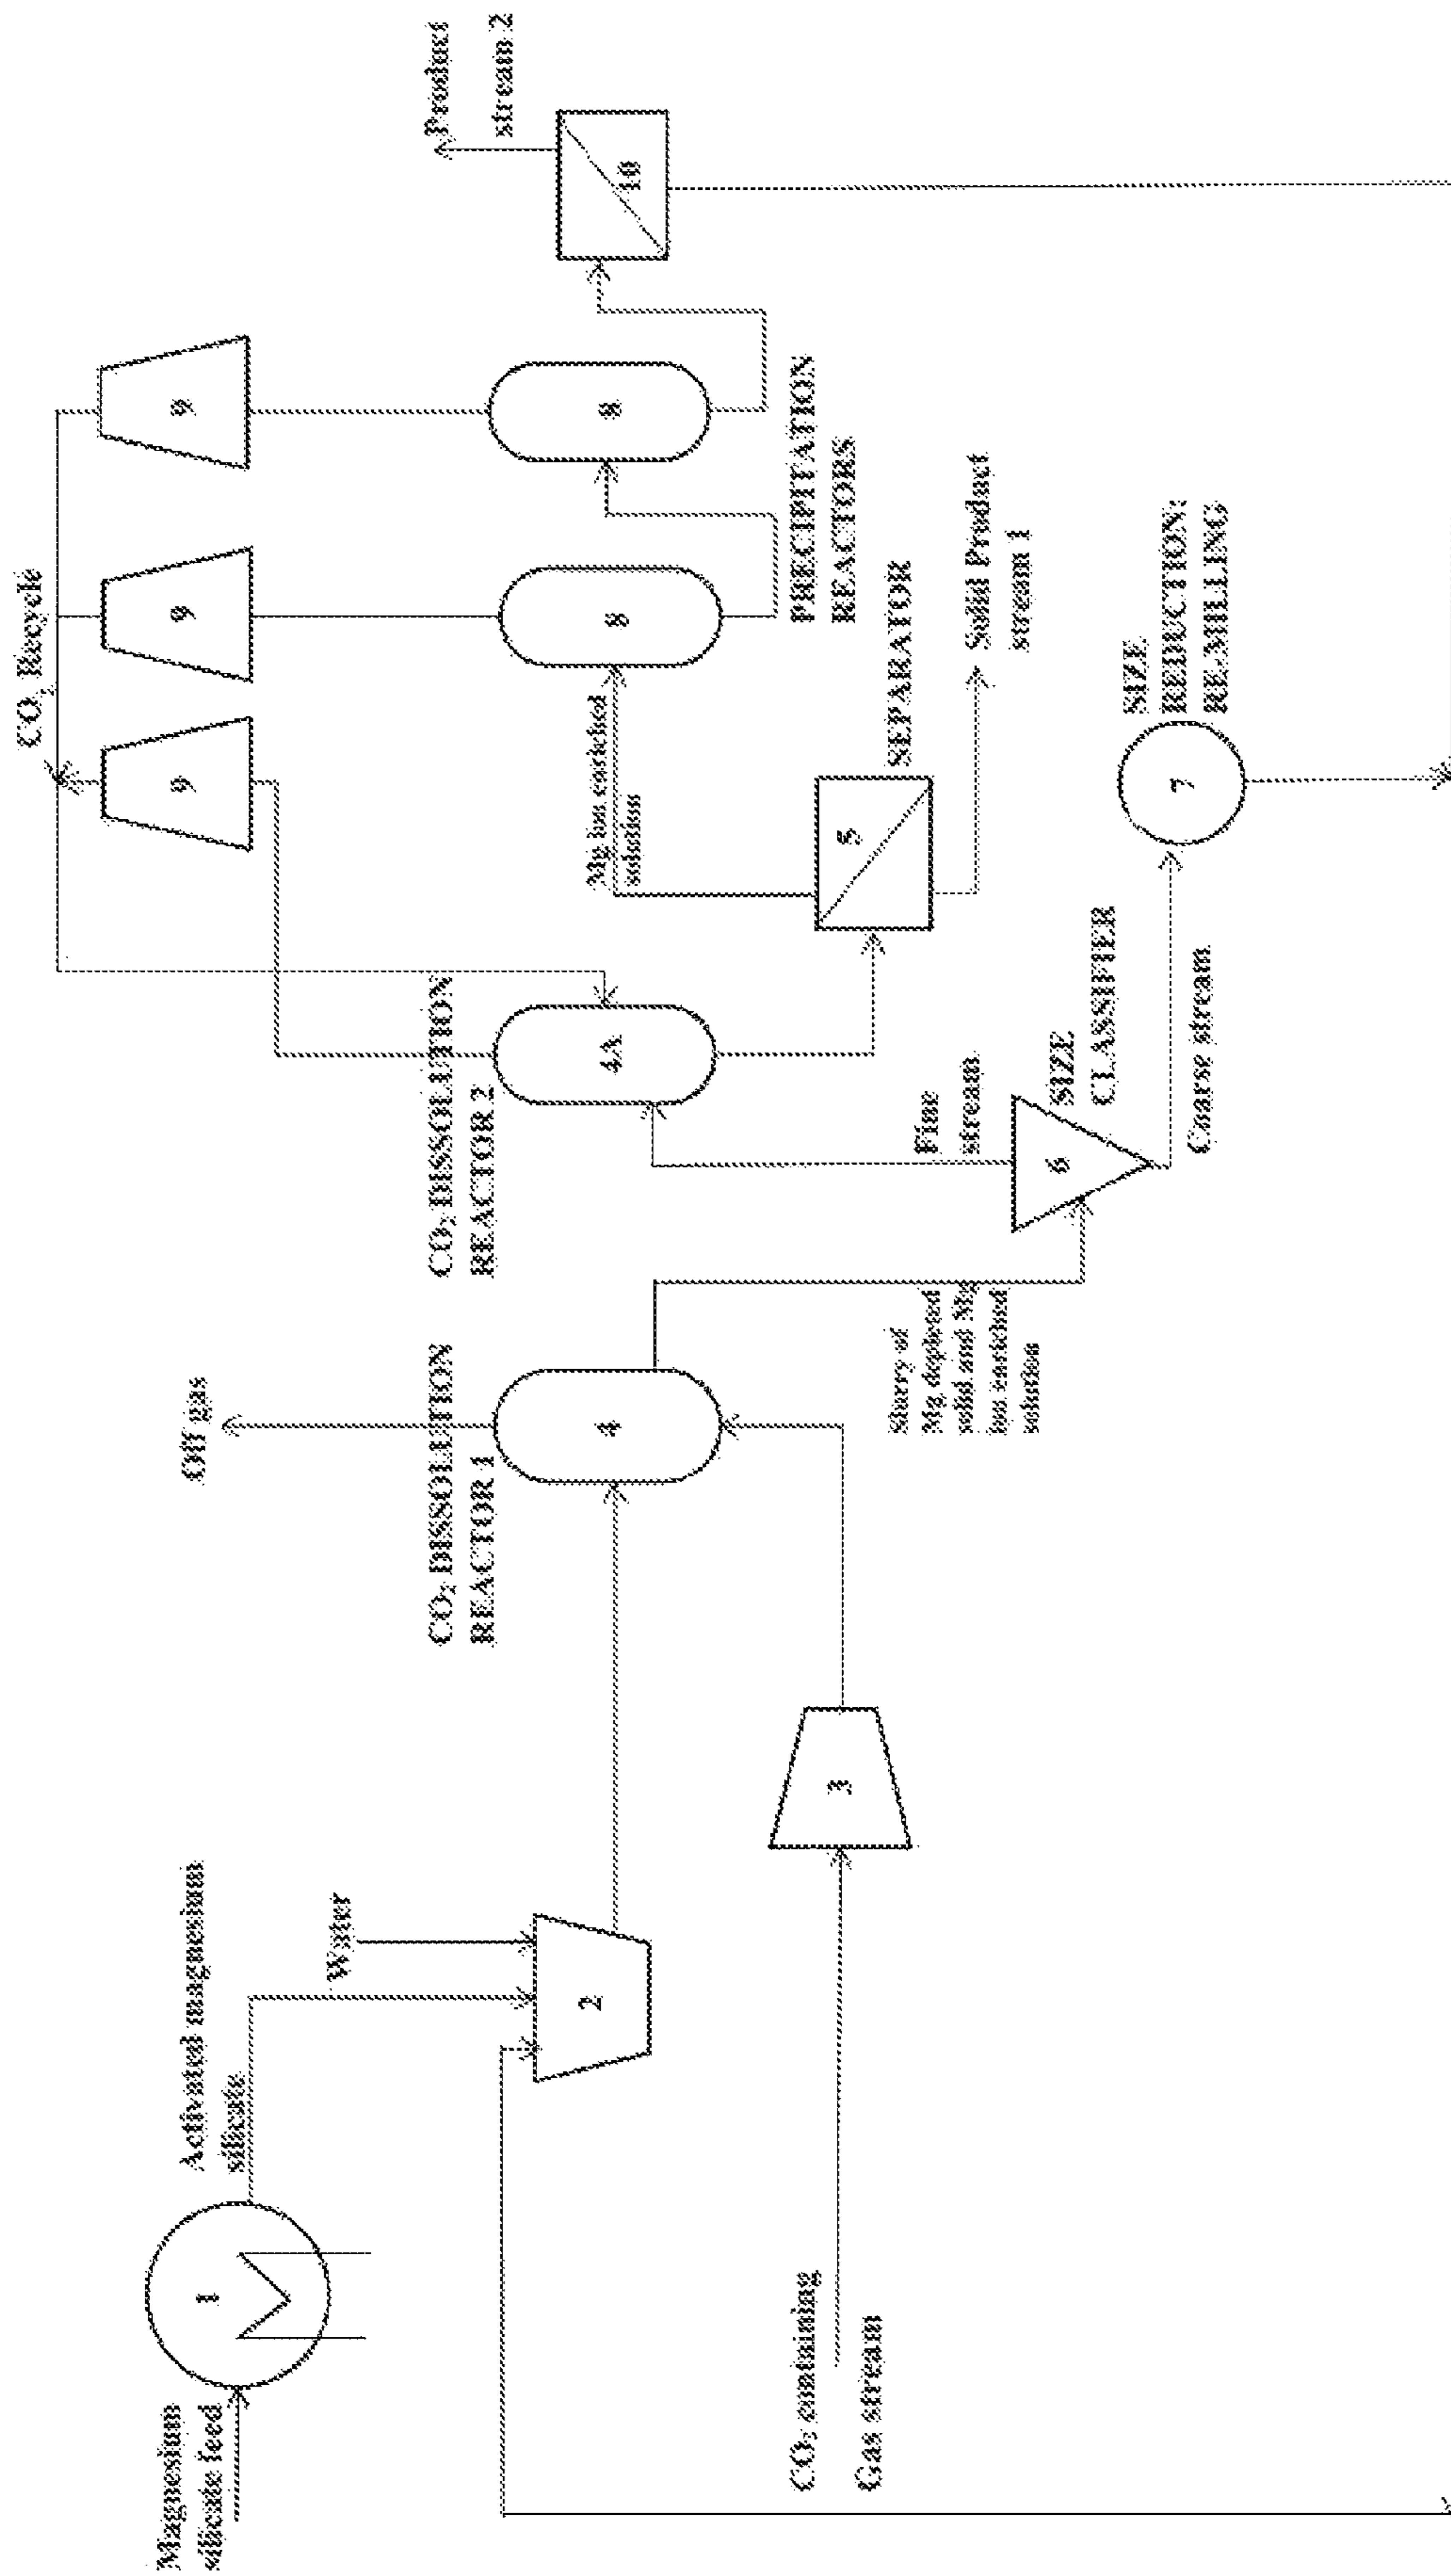 Magnesium
silicate feed
1
Activated magnesium
silicate
Water
2
CO₂ containing
Gas stream
3
Off gas
CO₂ DISSOLUTION
REACTOR 1
4
Slurry of
Mg depleted
solid and Mg
ion enriched
solution
CO₂ DISSOLUTION
REACTOR 2
4A
Fine
stream
6
SIZE
CLASSIFIER
Coarse stream
7
SIZE
REDUCTION:
RE-MILLING
5
SEPARATOR
Solid Product
stream 1
Mg ion enriched
solution
CO₂ Recycle
9
9
9
8
8
PRECIPITATION
REACTORS
10
Product
stream 2